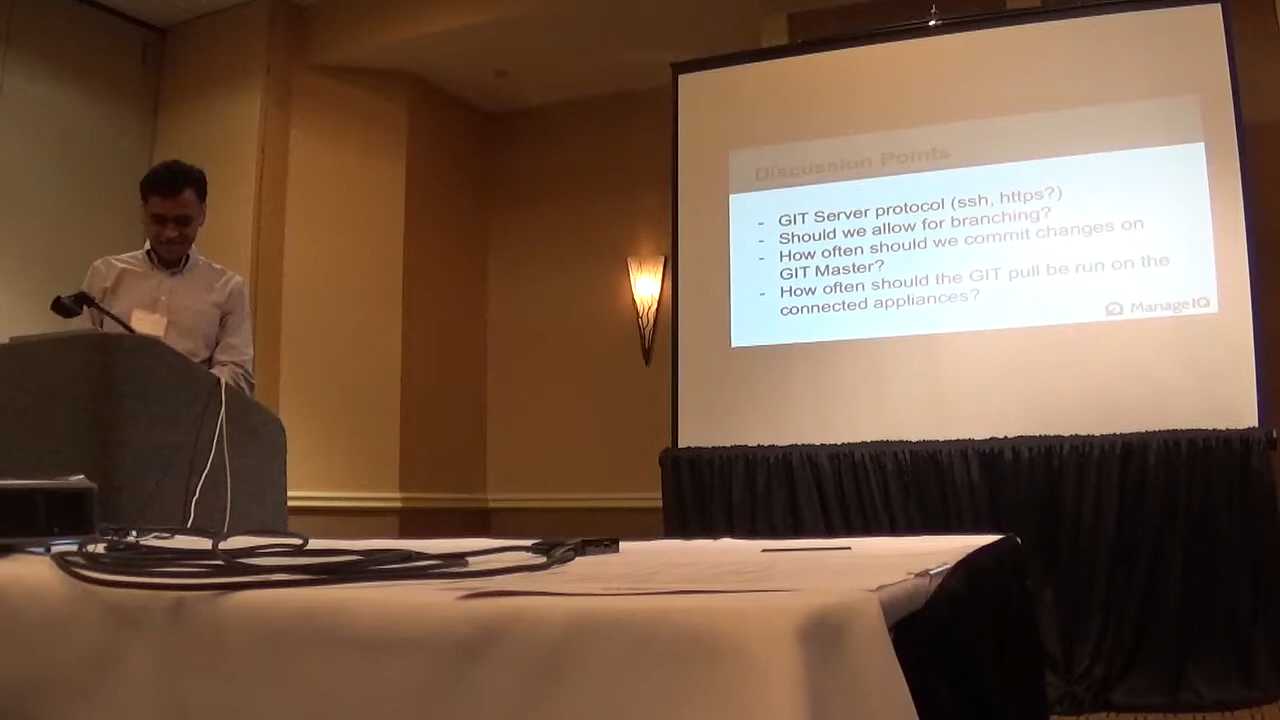 Discussion Points
- GIT Server protocol (ssh, https?)
- Should we allow for branching?
- How often should we commit changes on
GIT Master?
- How often should the GIT pull be run on the
connected appliances?
ManageIQ